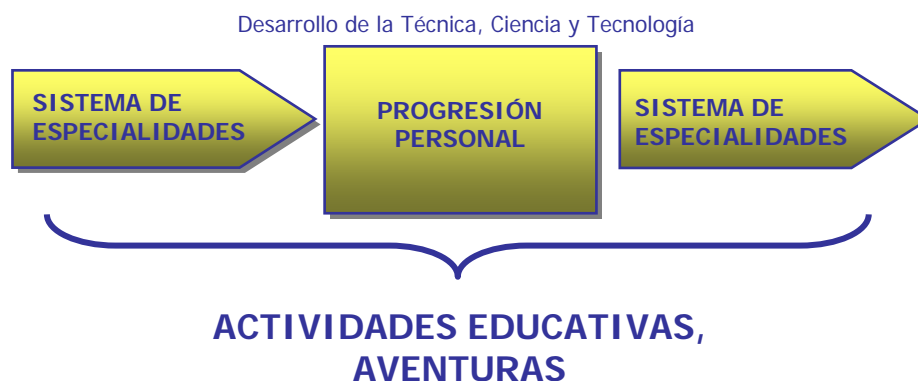 Desarrollo de la Técnica, Ciencia y Tecnología
SISTEMA DE
ESPECIALIDADES
PROGRESIÓN
PERSONAL
SISTEMA DE
ESPECIALIDADES
ACTIVIDADES EDUCATIVAS,
AVENTURAS